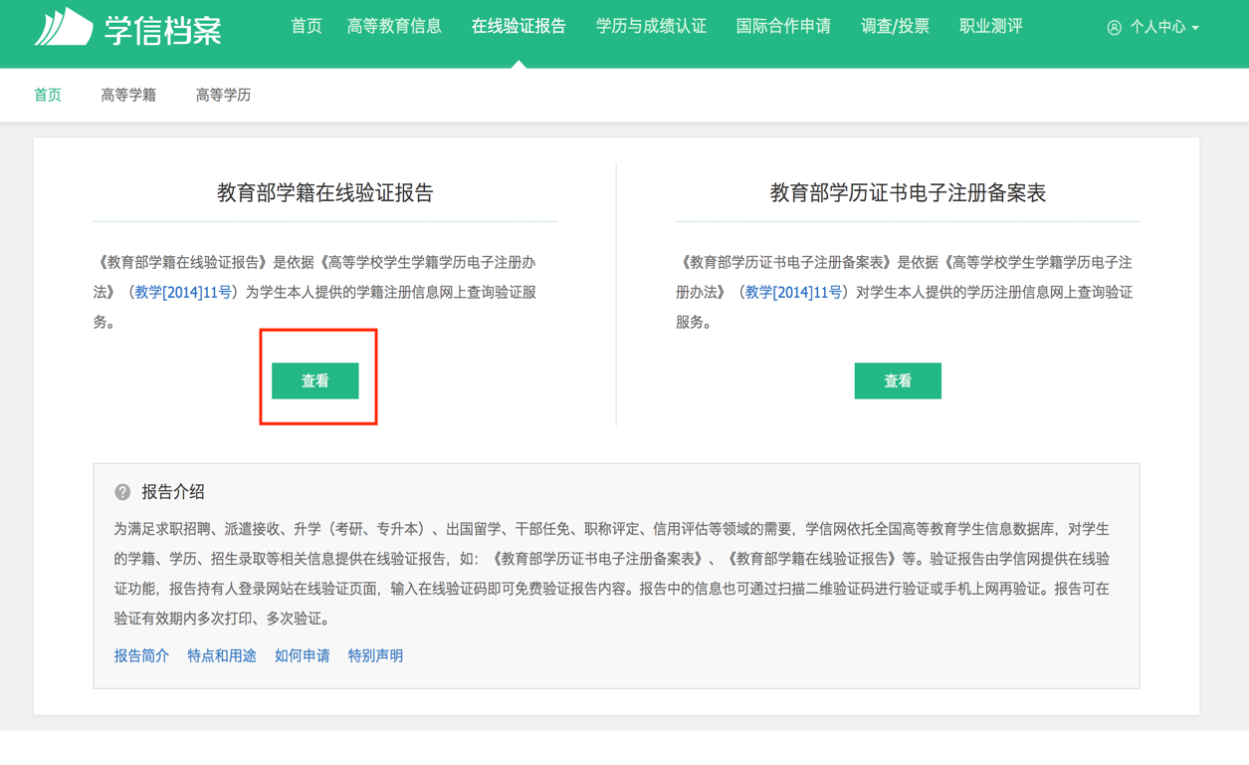 学信档案
首页 高等教育信息 在线验证报告 学历与成绩认证 国际合作申请 调查/投票 职业测评 个人中心
首页 高等学籍 高等学历
教育部学籍在线验证报告
《教育部学籍在线验证报告》是依据《高等学校学生学籍学历电子注册办
法》（教学[2014]11号）为学生本人提供的学籍注册信息网上查询验证服
务。
查看
教育部学历证书电子注册备案表
《教育部学历证书电子注册备案表》是依据《高等学校学生学籍学历电子注
册办法》（教学[2014]11号）对学生本人提供的学历注册信息网上查询验证
服务。
查看
报告介绍
为满足求职招聘、派遣接收、升学（考研、专升本）、出国留学、干部任免、职称评定、信用评估等领域的需要，学信网依托全国高等教育学生信息数据库，对学生
的学籍、学历、招生录取等相关信息提供在线验证报告，如：《教育部学历证书电子注册备案表》、《教育部学籍在线验证报告》等。验证报告由学信网提供在线验
证功能，报告持有人登录网站在线验证页面，输入在线验证码即可免费验证报告内容。报告中的信息也可通过扫描二维验证码进行验证或手机上网再验证。报告可在
验证有效期内多次打印、多次验证。
报告简介 特点和用途 如何申请 特别声明